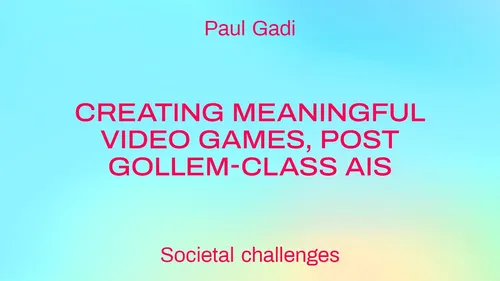 Paul Gadi
CREATING MEANINGFUL
VIDEO GAMES, POST
GOLLEM-CLASS AIS
Societal challenges